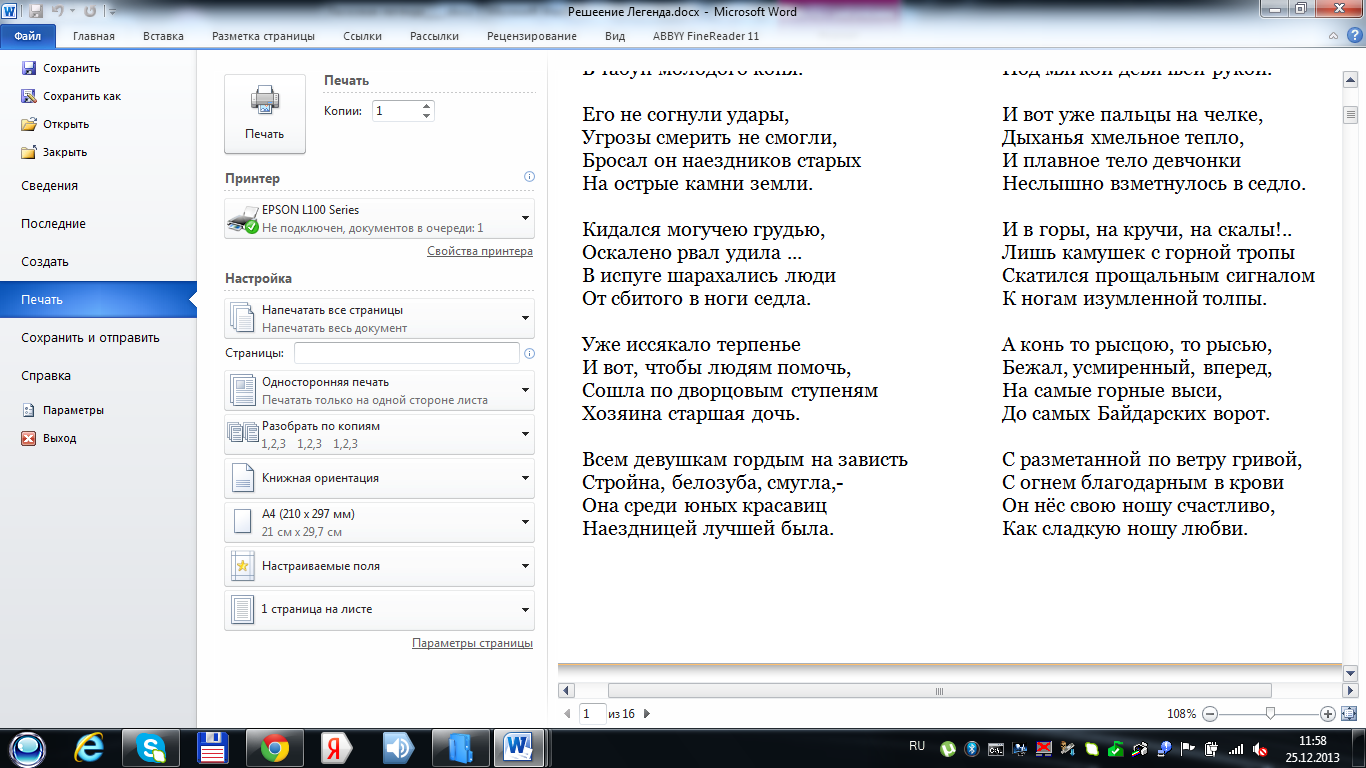 Решеение Легенда.docx - Microsoft Word
Файл
Главная
Вставка
Разметка страницы
Ссылки
Рассылки
Рецензирование
Вид
ABBYY FineReader 11
Сохранить
Сохранить как
Открыть
Закрыть
Сведения
Последние
Создать
Печать
Сохранить и отправить
Справка
Параметры
Выход
Печать
Печать
Копии: 1
Принтер
EPSON L100 Series
Не подключен, документов в очереди: 1
Свойства принтера
Настройка
Напечатать все страницы
Напечатать весь документ
Страницы:
Односторонняя печать
Печатать только на одной стороне листа
Разобрать по копиям
1,2,3 1,2,3 1,2,3
Книжная ориентация
A4 (210 x 297 мм)
21 см x 29,7 см
Настраиваемые поля
1 страница на листе
Параметры страницы
В табун молодого коня.
Его не согнули удары,
Угрозы смерить не смогли,
Бросал он наездников старых
На острые камни земли.
Кидался могучею грудью,
Оскалено рвал удила ...
В испуге шарахались люди
От сбитого в ноги седла.
Уже иссякало терпенье
И вот, чтобы людям помочь,
Сошла по дворцовым ступеням
Хозяина старшая дочь.
Всем девушкам гордым на зависть
Стройна, белозуба, смугла,-
Она среди юных красавиц
Наездницей лучшей была.
Под мягкой девичьей рукой.
И вот уже пальцы на челке,
Дыханья хмельное тепло,
И плавное тело девчонки
Неслышно взметнулось в седло.
И в горы, на кручи, на скалы!..
Лишь камушек с горной тропы
Скатился прощальным сигналом
К ногам изумленной толпы.
А конь то рысцою, то рысью,
Бежал, усмиренный, вперед,
На самые горные выси,
До самых Байдарских ворот.
С разметанной по ветру гривой,
С огнем благодарным в крови
Он нёс свою ношу счастливо,
Как сладкую ношу любви.
1 из 16
108%
RU
11:58
25.12.2013